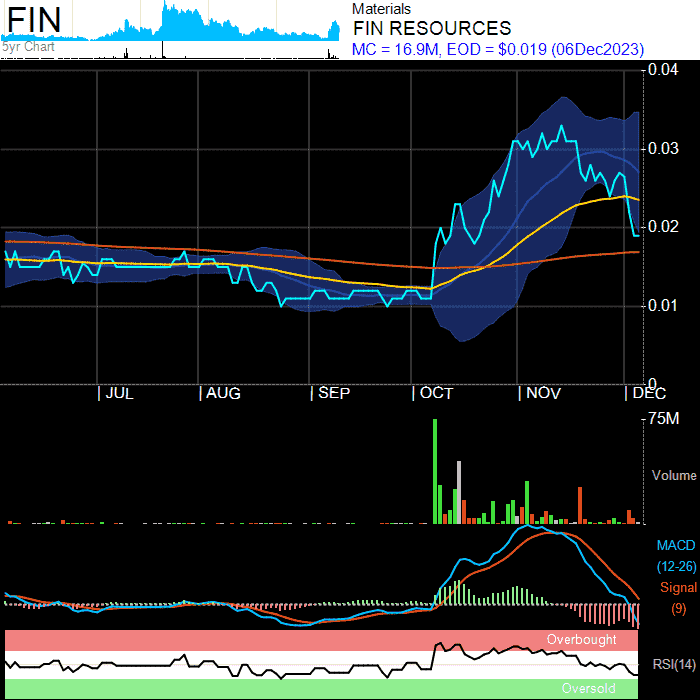 FIN
5yr Chart
Materials
FIN RESOURCES
MC = 16.9M, EOD = $0.019 (06Dec2023)
0.04
0.03
0.02
0.01
0
| JUL | AUG | SEP | OCT | NOV | DEC
75M
Volume
MACD
(12-26)
Signal
(9)
Overbought
RSI(14)
Oversold